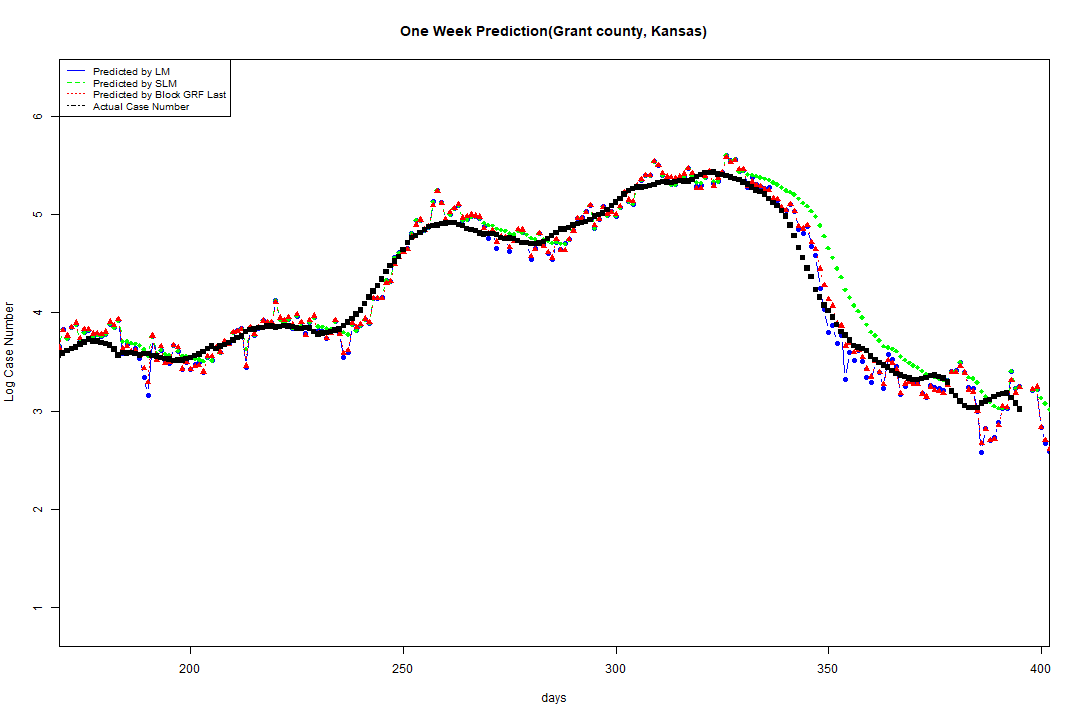 One Week Prediction(Grant county, Kansas)
Predicted by LM
Predicted by SLM
Predicted by Block GRF Last
Actual Case Number
Log Case Number
6
5
4
3
2
1
200 250 300 350 400
days